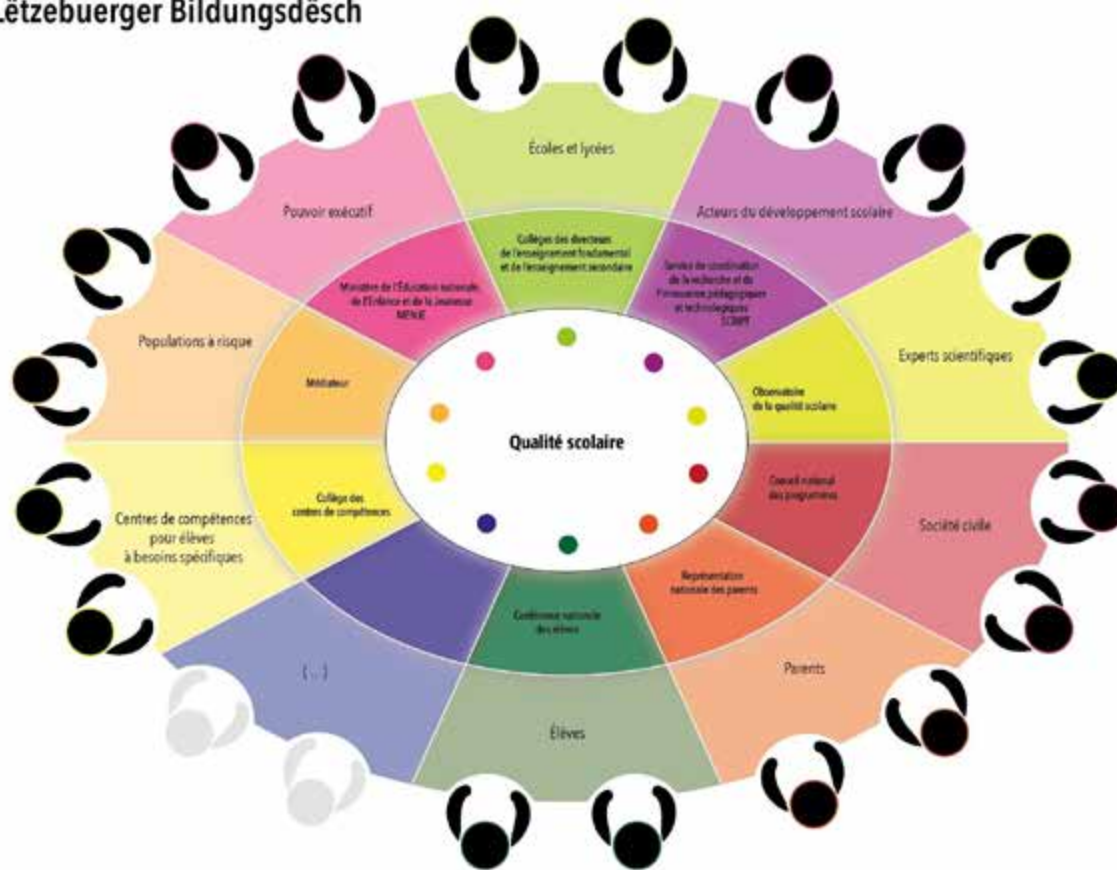 Lëtzebuerger Bildungsdësch
Écoles et lycées
Pouvoir exécutif
Acteurs du développement scolaire
Collèges des directeurs
de l'enseignement fondamental
et de l'enseignement secondaire
Ministère de l'Éducation nationale,
de l'Enfance et de la Jeunesse
MENJE
Service de coordination
de la recherche et de
l'innovation pédagogiques
et technologiques
SCRIPT
Populations à risque
Médiateur
Experts scientifiques
Observatoire
de la qualité scolaire
Qualité scolaire
Collège des
centres de compétences
Conseil national
des programmes
Centres de compétences
pour élèves
à besoins spécifiques
Société civile
Représentation
nationale des parents
Conférence nationale
des élèves
(...)
Parents
Élèves